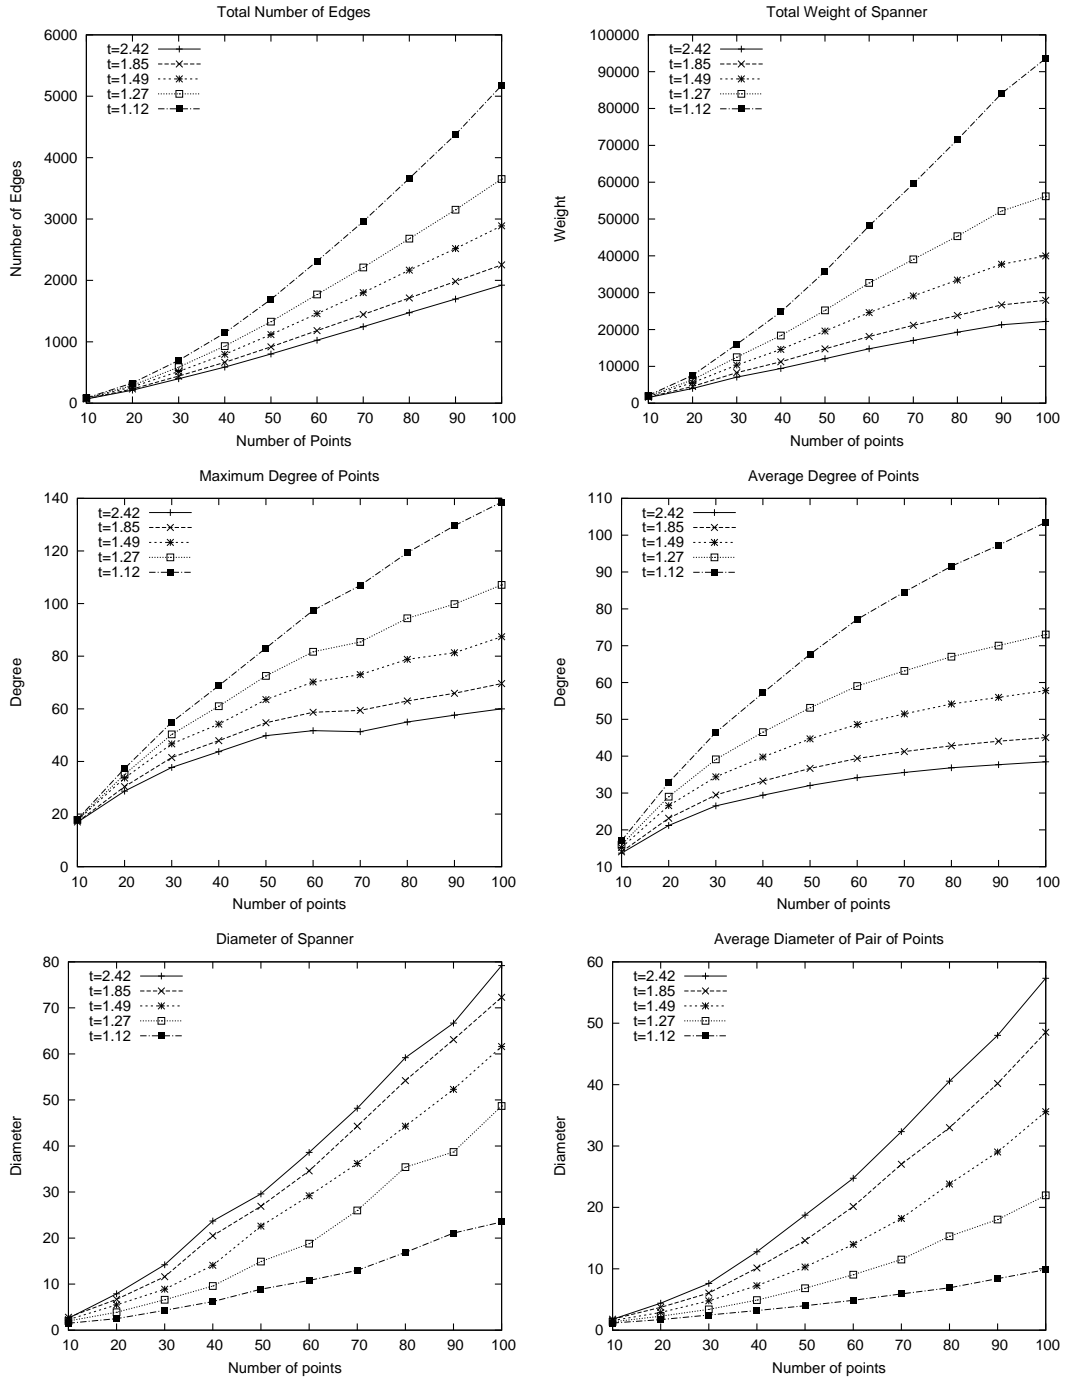 Total Number of Edges
6000
5000
4000
3000
2000
1000
0
10 20 30 40 50 60 70 80 90 100
Number of Edges
Number of Points
t=2.42
t=1.85
t=1.49
t=1.27
t=1.12
Total Weight of Spanner
100000
90000
80000
70000
60000
50000
40000
30000
20000
10000
0
10 20 30 40 50 60 70 80 90 100
Weight
Number of points
t=2.42
t=1.85
t=1.49
t=1.27
t=1.12
Maximum Degree of Points
140
120
100
80
60
40
20
0
10 20 30 40 50 60 70 80 90 100
Degree
Number of points
t=2.42
t=1.85
t=1.49
t=1.27
t=1.12
Average Degree of Points
110
100
90
80
70
60
50
40
30
20
10
10 20 30 40 50 60 70 80 90 100
Degree
Number of points
t=2.42
t=1.85
t=1.49
t=1.27
t=1.12
Diameter of Spanner
80
70
60
50
40
30
20
10
0
10 20 30 40 50 60 70 80 90 100
Diameter
Number of points
t=2.42
t=1.85
t=1.49
t=1.27
t=1.12
Average Diameter of Pair of Points
60
50
40
30
20
10
0
10 20 30 40 50 60 70 80 90 100
Diameter
Number of points
t=2.42
t=1.85
t=1.49
t=1.27
t=1.12